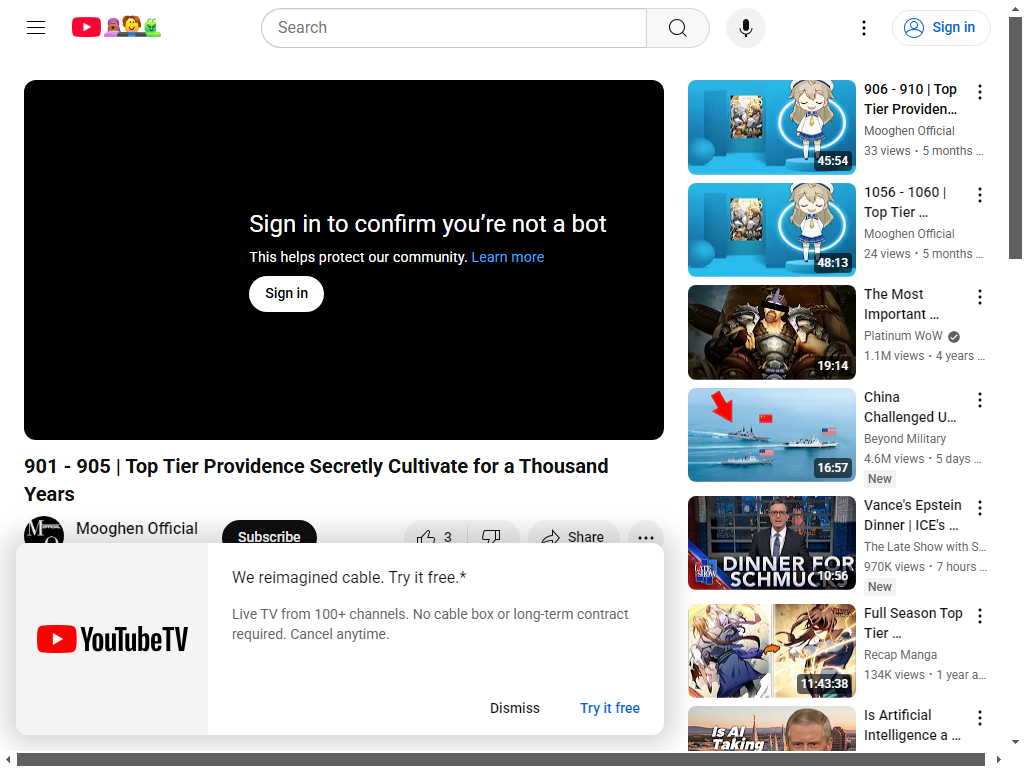 Search
Sign in
Sign in to confirm you’re not a bot
This helps protect our community. Learn more
Sign in
901 - 905 | Top Tier Providence Secretly Cultivate for a Thousand
Years
Mooghen Official
Subscribe
3
Share
We reimagined cable. Try it free.*
Live TV from 100+ channels. No cable box or long-term contract
required. Cancel anytime.
YouTubeTV
Dismiss
Try it free
45:54
906 - 910 | Top
Tier Providen…
Mooghen Official
33 views • 5 months …
48:13
1056 - 1060 |
Top Tier …
Mooghen Official
24 views • 5 months …
19:14
The Most
Important …
Platinum WoW
1.1M views • 4 years …
16:57
China
Challenged U…
Beyond Military
4.6M views • 5 days …
New
DINNER FOR
SCHMUCKS
10:56
Vance's Epstein
Dinner | ICE's …
The Late Show with S…
970K views • 7 hours …
New
11:43:38
Full Season Top
Tier …
Recap Manga
134K views • 1 year a…
Is AI
Taking
Is Artificial
Intelligence a …